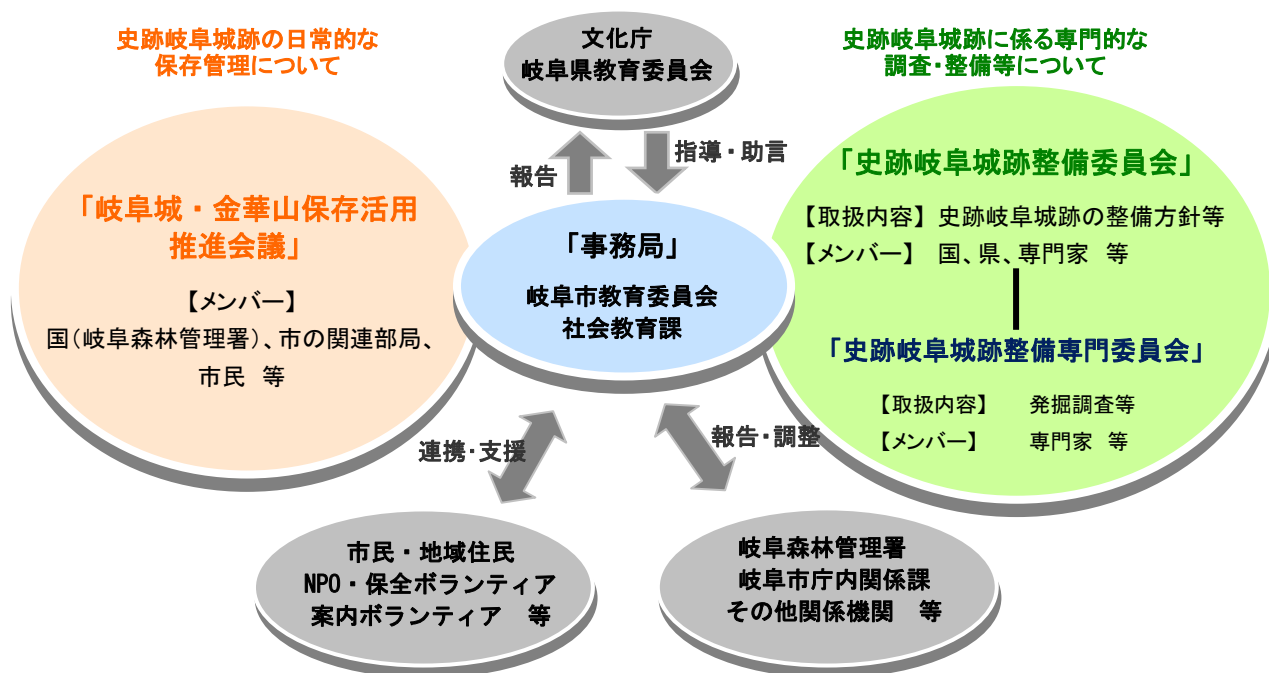 史跡岐阜城跡の日常的な
保存管理について
文化庁
岐阜県教育委員会
史跡岐阜城跡に係る専門的な
調査・整備等について
報告
指導・助言
「岐阜城・金華山保存活用
推進会議」
【メンバー】
国(岐阜森林管理署)、市の関連部局、
市民 等
「事務局」
岐阜市教育委員会
社会教育課
「史跡岐阜城跡整備委員会」
【取扱内容】 史跡岐阜城跡の整備方針等
【メンバー】 国、県、専門家 等
「史跡岐阜城跡整備専門委員会」
【取扱内容】 発掘調査等
【メンバー】 専門家 等
連携・支援
報告・調整
市民・地域住民
NPO・保全ボランティア
案内ボランティア 等
岐阜森林管理署
岐阜市庁内関係課
その他関係機関 等